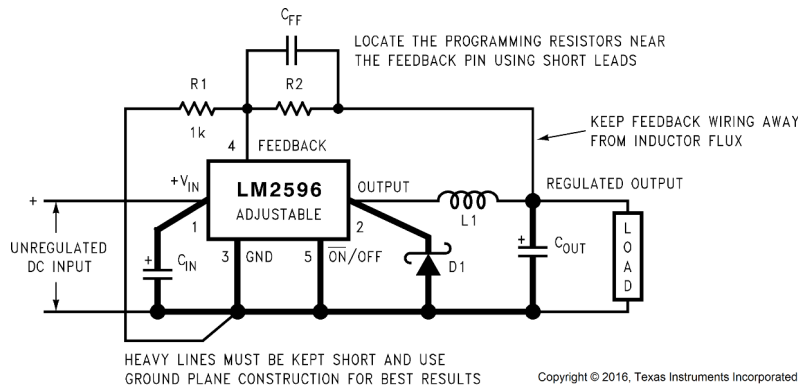 CFF
LOCATE THE PROGRAMMING RESISTORS NEAR
THE FEEDBACK PIN USING SHORT LEADS
R1
R2
1k
4
FEEDBACK
KEEP FEEDBACK WIRING AWAY
FROM INDUCTOR FLUX
+VIN
LM2596
ADJUSTABLE
OUTPUT
REGULATED OUTPUT
+
1
2
L1
UNREGULATED
DC INPUT
+
CIN
3
GND
5
ON/OFF
D1
+
COUT
LOAD
HEAVY LINES MUST BE KEPT SHORT AND USE
GROUND PLANE CONSTRUCTION FOR BEST RESULTS
Copyright © 2016, Texas Instruments Incorporated